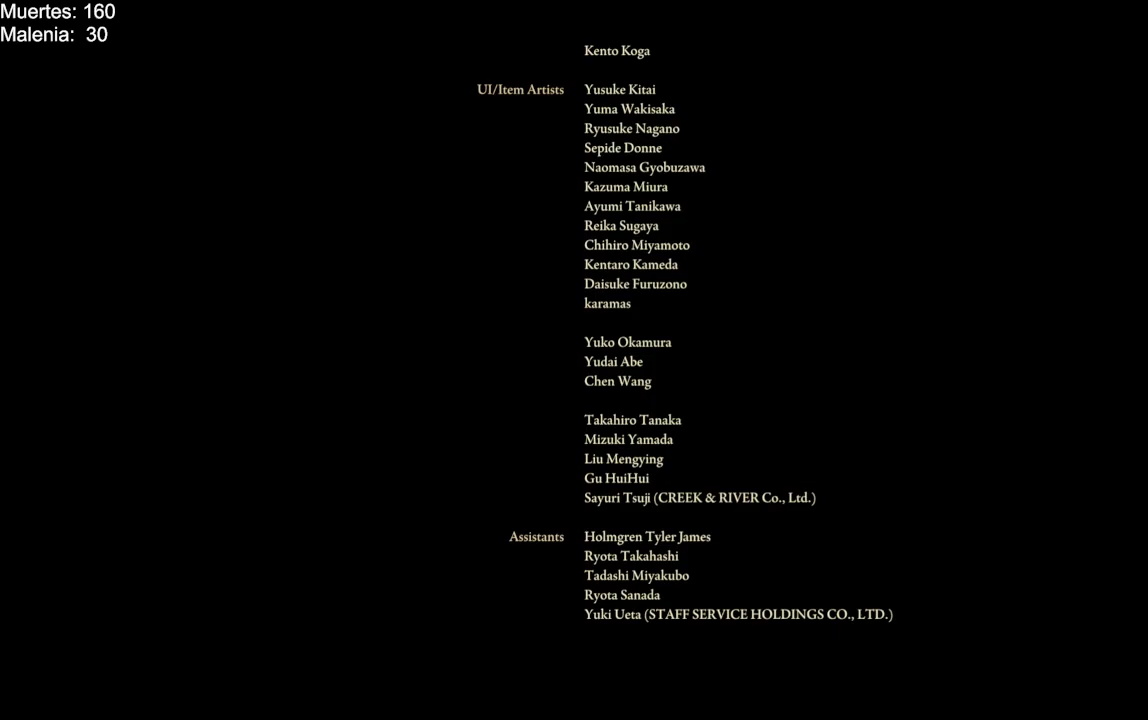 Muertes: 160
Malenia: 30
Kento Koga
UI/Item Artists Yusuke Kitai
Yuma Wakisaka
Ryusuke Nagano
Sepide Donne
Naomasa Gyobuzawa
Kazuma Miura
Ayumi Tanikawa
Reika Sugaya
Chihiro Miyamoto
Kentaro Kameda
Daisuke Furuzono
karamas
Yuko Okamura
Yudai Abe
Chen Wang
Takahiro Tanaka
Mizuki Yamada
Liu Mengying
Gu HuiHui
Sayuri Tsuji (CREEK & RIVER Co., Ltd.)
Assistants Holmgren Tyler James
Ryota Takahashi
Tadashi Miyakubo
Ryota Sanada
Yuki Ueta (STAFF SERVICE HOLDINGS CO., LTD.)